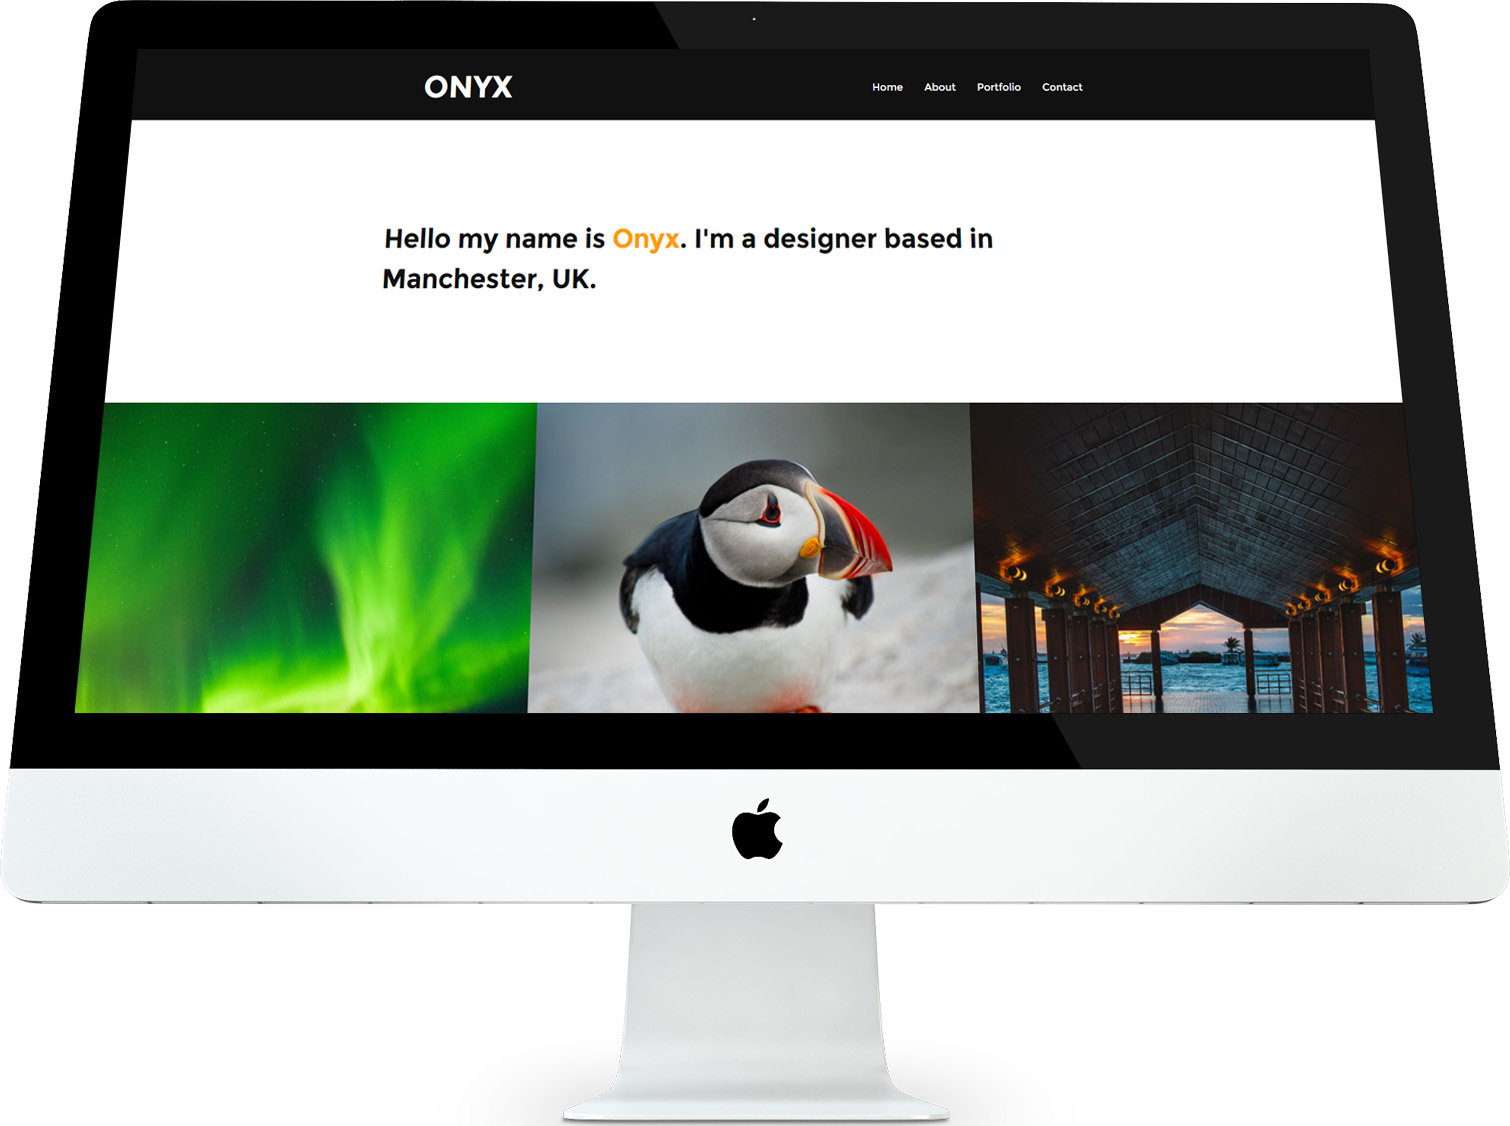 ONYX
Home About Portfolio Contact
Hello my name is Onyx. I'm a designer based in
Manchester, UK.